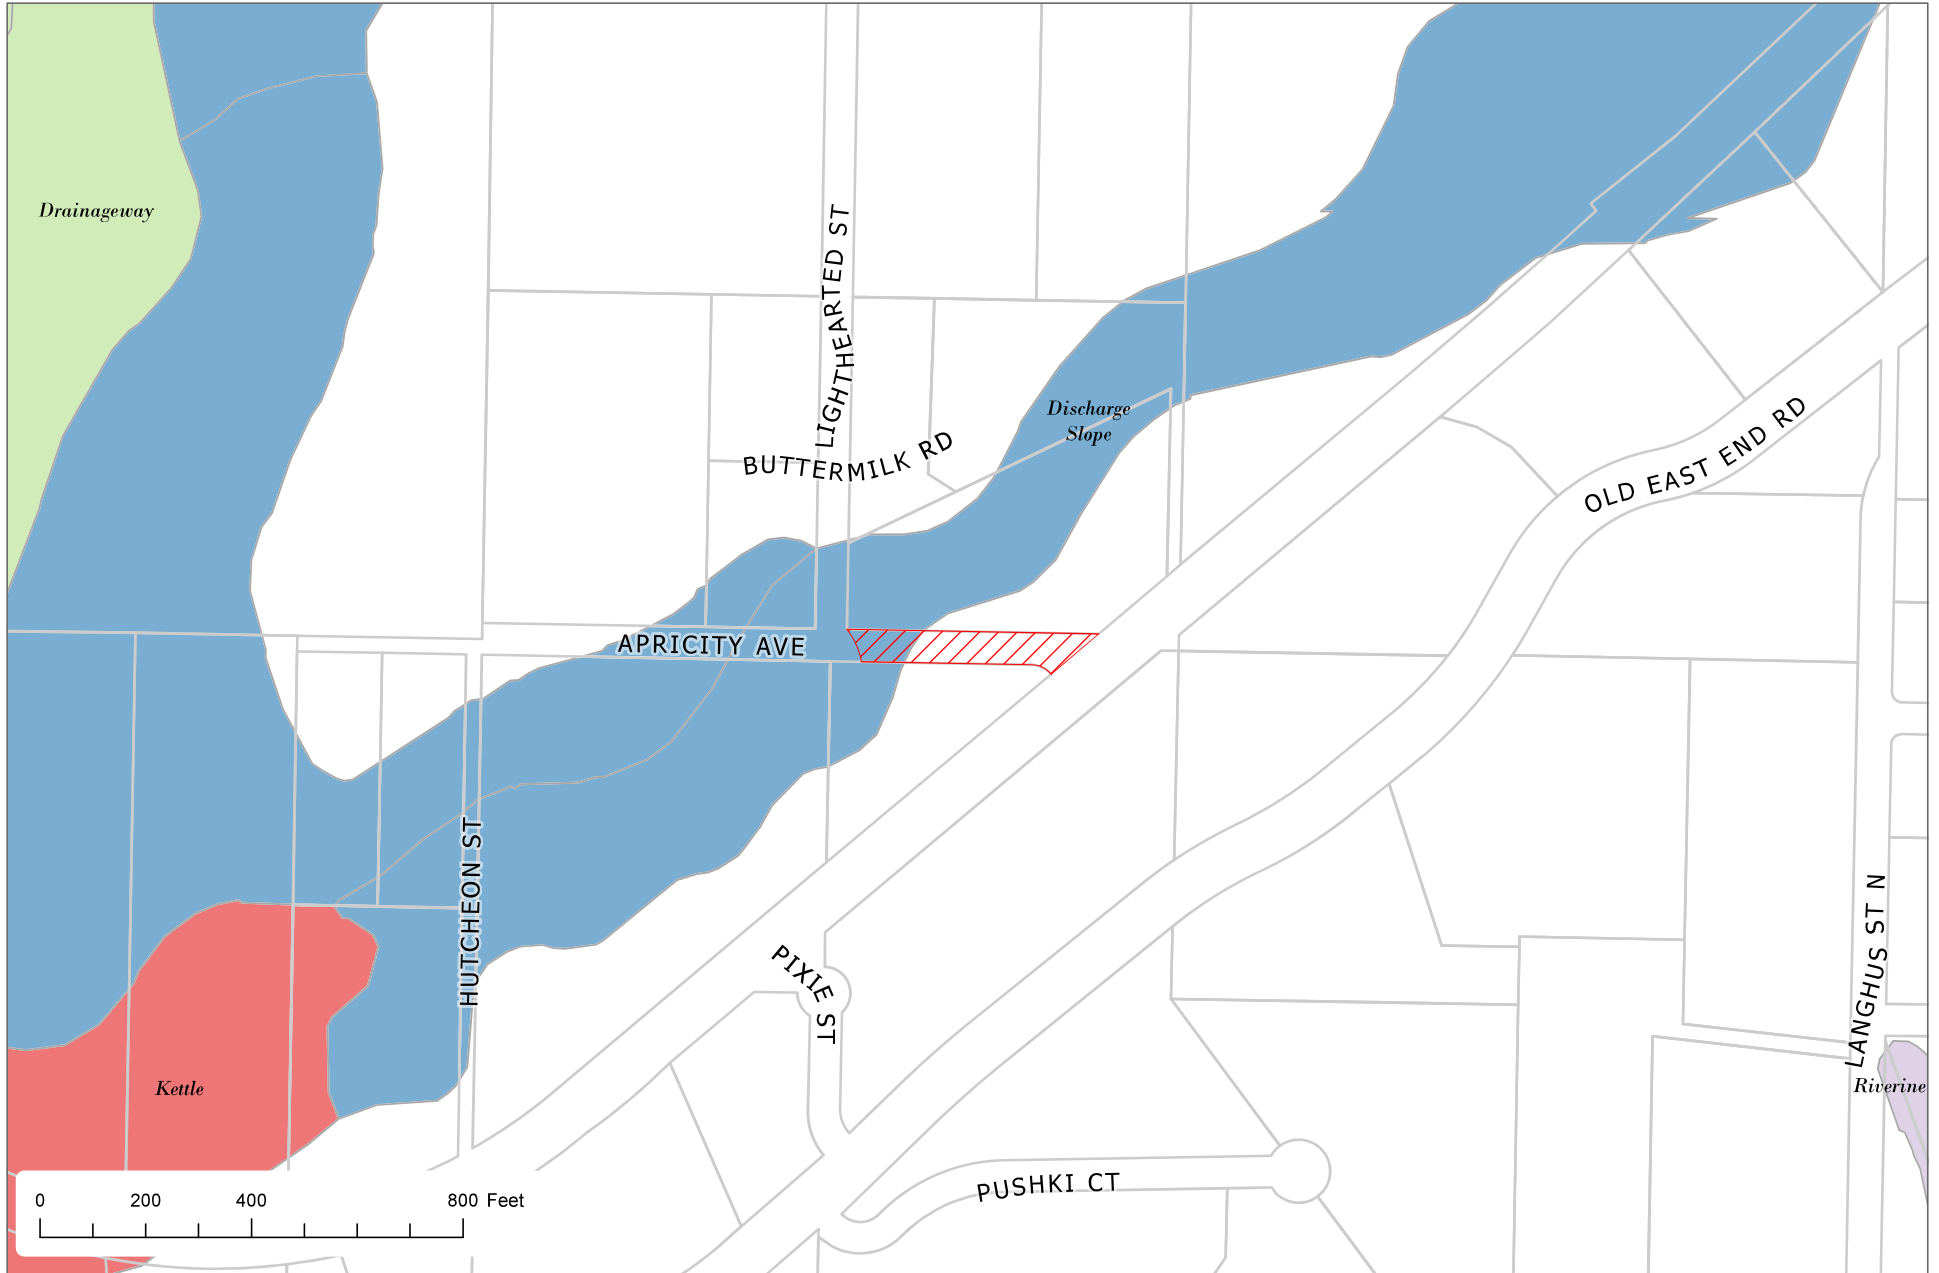 Drainageway
LIGHTHEARTED ST
Discharge
Slope
BUTTERMILK RD
OLD EAST END RD
APRICITY AVE
HUTCHEON ST
PIXIE ST
LANGHUS ST N
Kettle
Riverine
PUSHKI CT
0 200 400 800 Feet